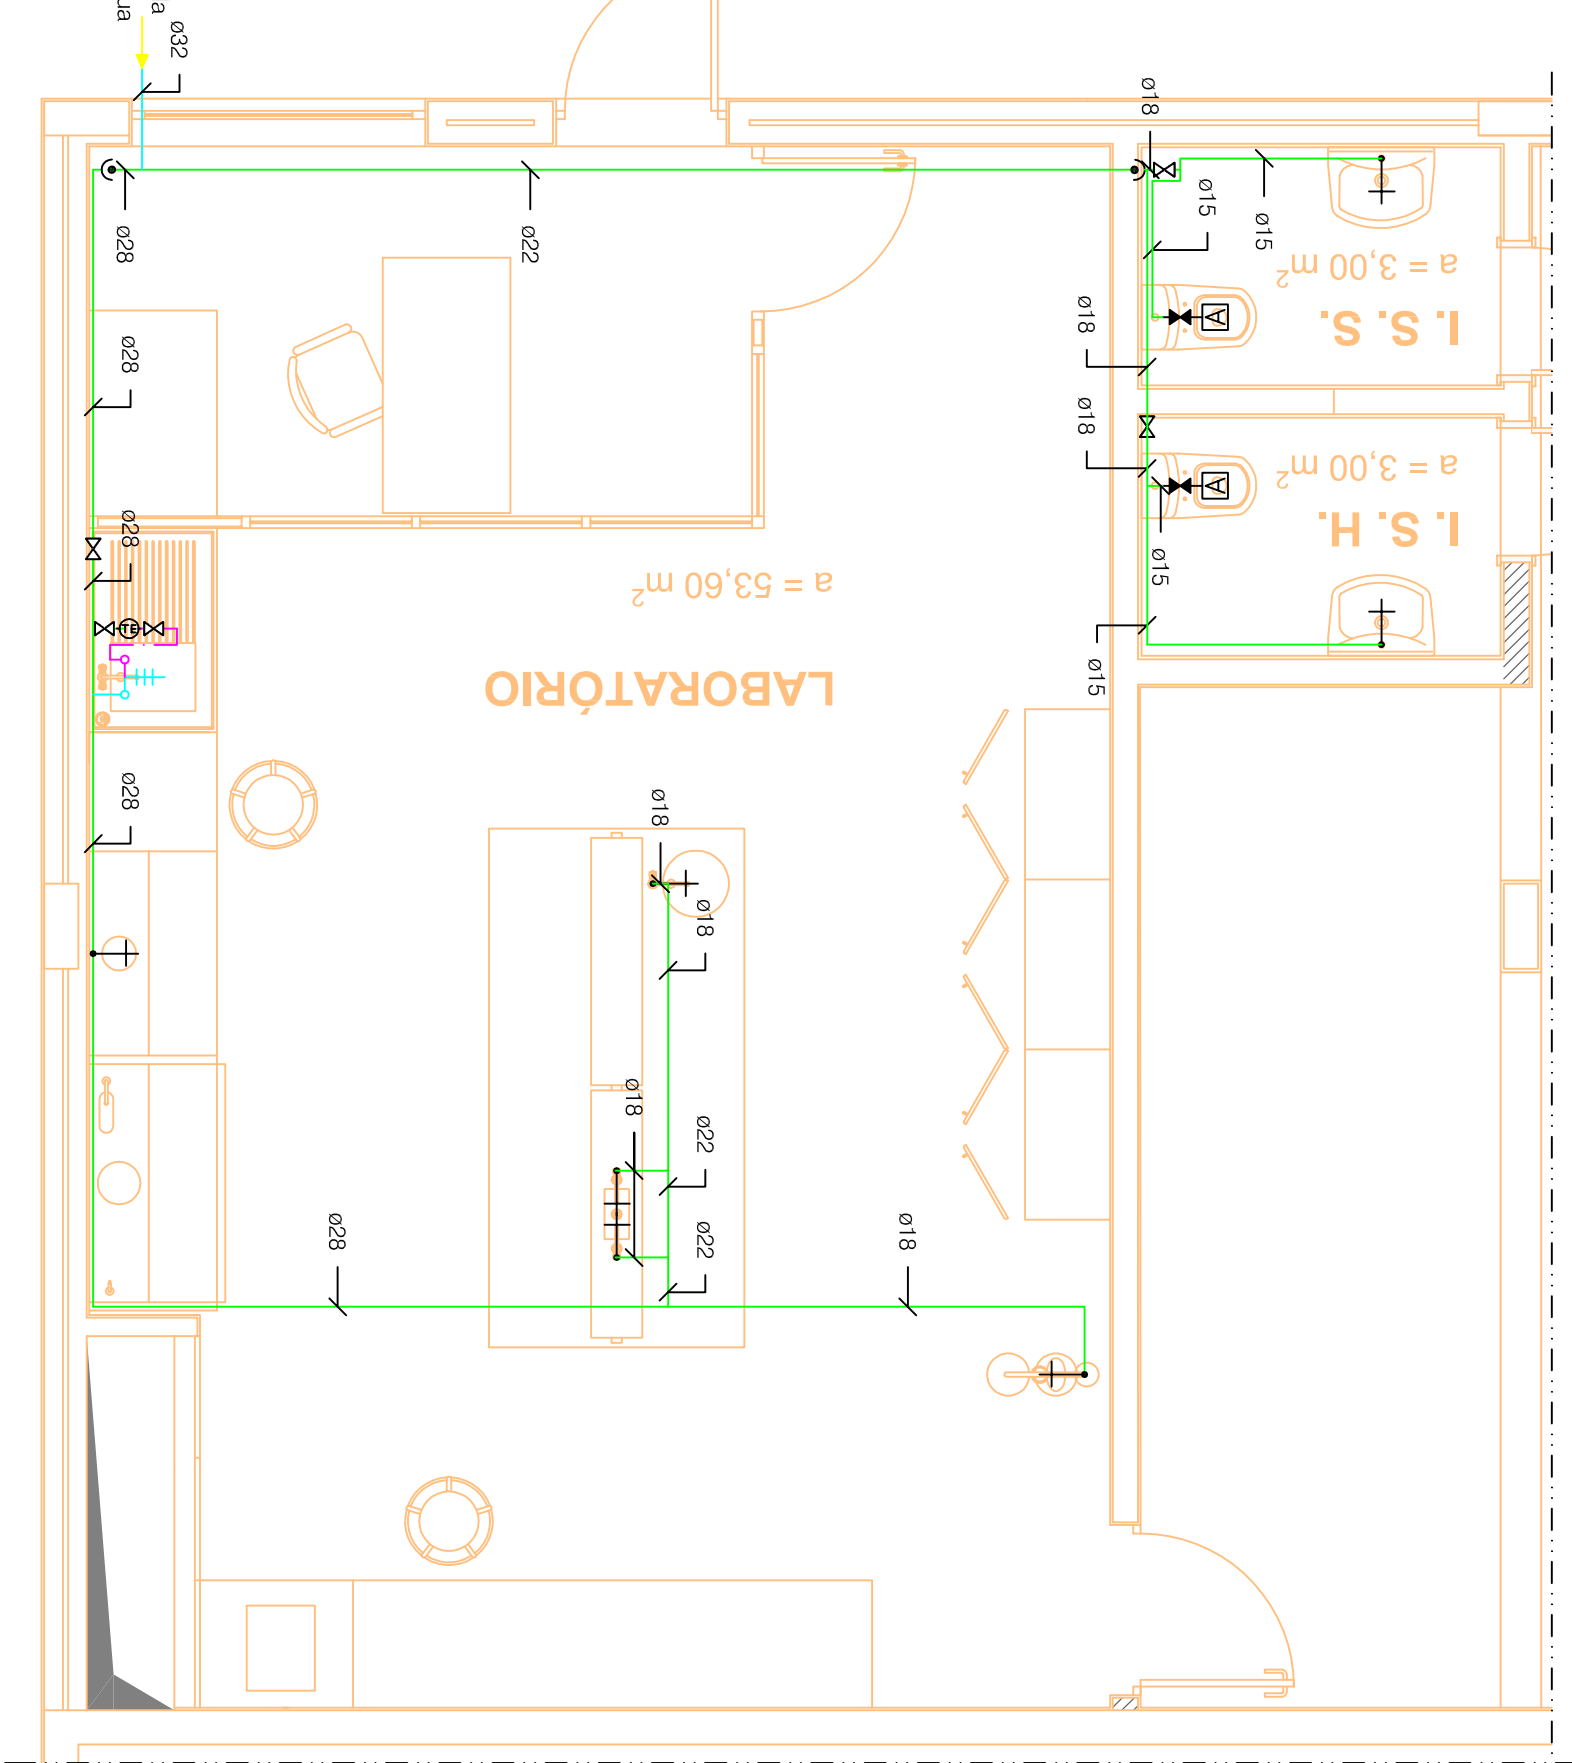 ø32
ø18
ø28
ø22
ø15
ø15
a = 3,00 m²
I. S. S.
A
ø28
ø18
ø18
a = 3,00 m²
I. S. H.
A
ø28
ø15
a = 53,60 m²
TE
ø15
LABORATÓRIO
ø28
ø18
ø18
ø18
ø22
ø22
ø28
ø18